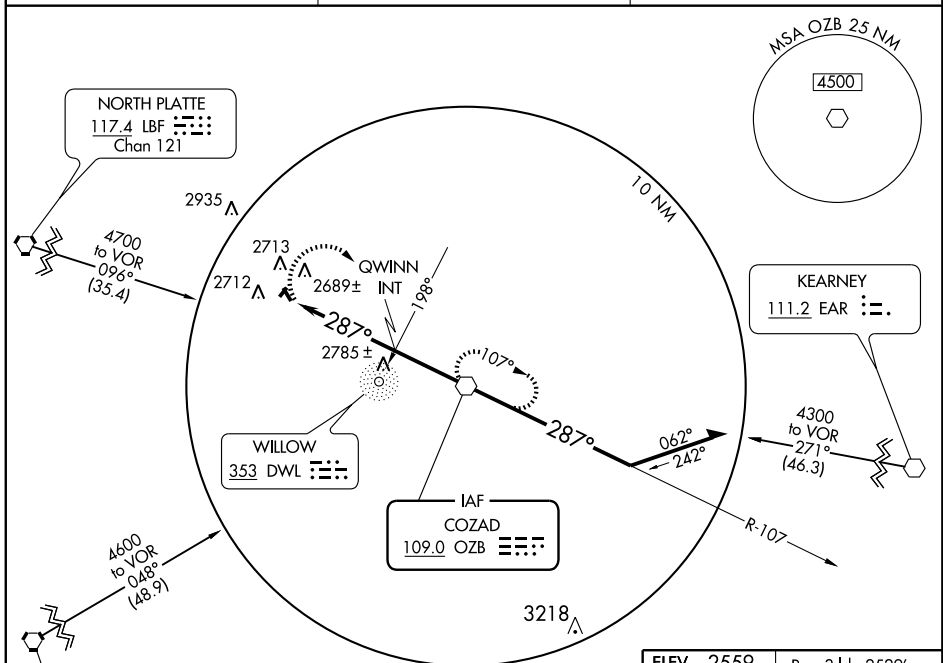 MSA OZB 25 NM
4500
NORTH PLATTE
117.4 LBF
Chan 121
10 NM
2935
4700
to VOR
096°
(35.4)
2713
2712
2689±
QWINN
INT
198°
287°
2785 ±
107°
KEARNEY
111.2 EAR
WILLOW
353 DWL
287°
062°
242°
4300
to VOR
271°
(46.3)
IAF
COZAD
109.0 OZB
R-107
4600
to VOR
048°
(48.9)
3218
ELEV 2559